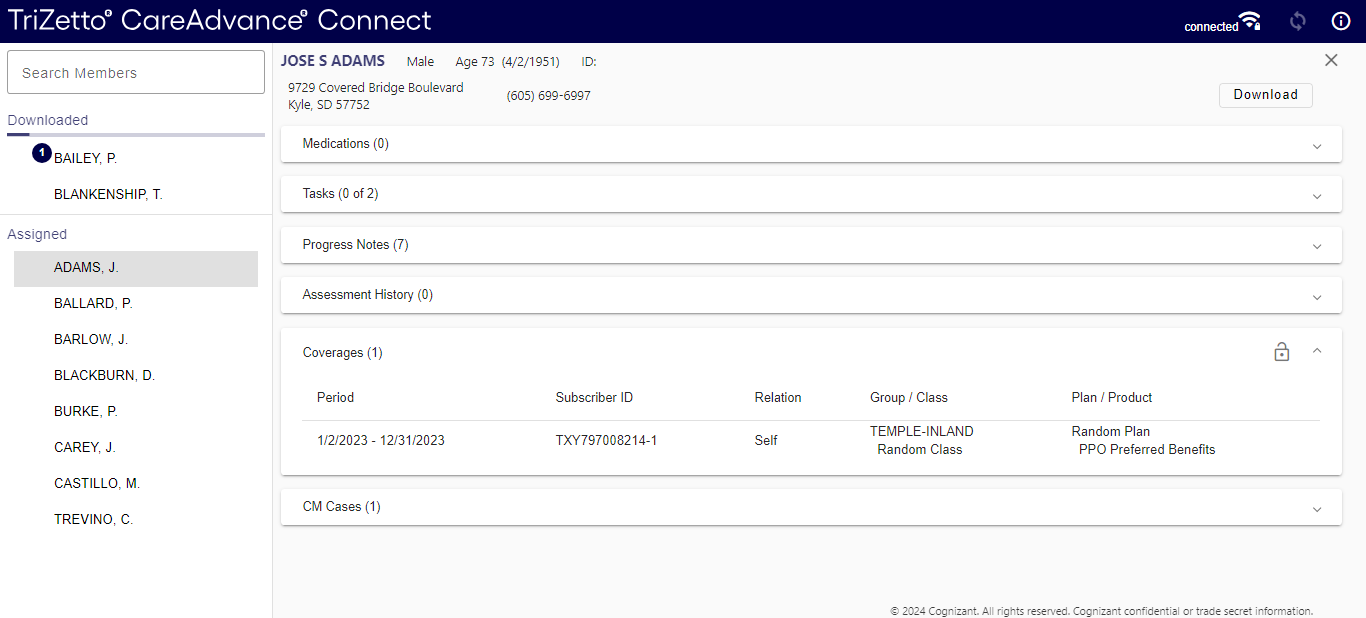 TriZetto® CareAdvance® Connect
connected
Search Members
Downloaded
1
BAILEY, P.
BLANKENSHIP, T.
Assigned
ADAMS, J.
BALLARD, P.
BARLOW, J.
BLACKBURN, D.
BURKE, P.
CAREY, J.
CASTILLO, M.
TREVINO, C.
JOSE S ADAMS Male Age 73 (4/2/1951) ID:
9729 Covered Bridge Boulevard
Kyle, SD 57752
(605) 699-6997
Download
Medications (0)
Tasks (0 of 2)
Progress Notes (7)
Assessment History (0)
Coverages (1)
Period Subscriber ID Relation Group / Class Plan / Product
1/2/2023 - 12/31/2023 TXY797008214-1 Self TEMPLE-INLAND Random Plan
Random Class PPO Preferred Benefits
CM Cases (1)
© 2024 Cognizant. All rights reserved. Cognizant confidential or trade secret information.